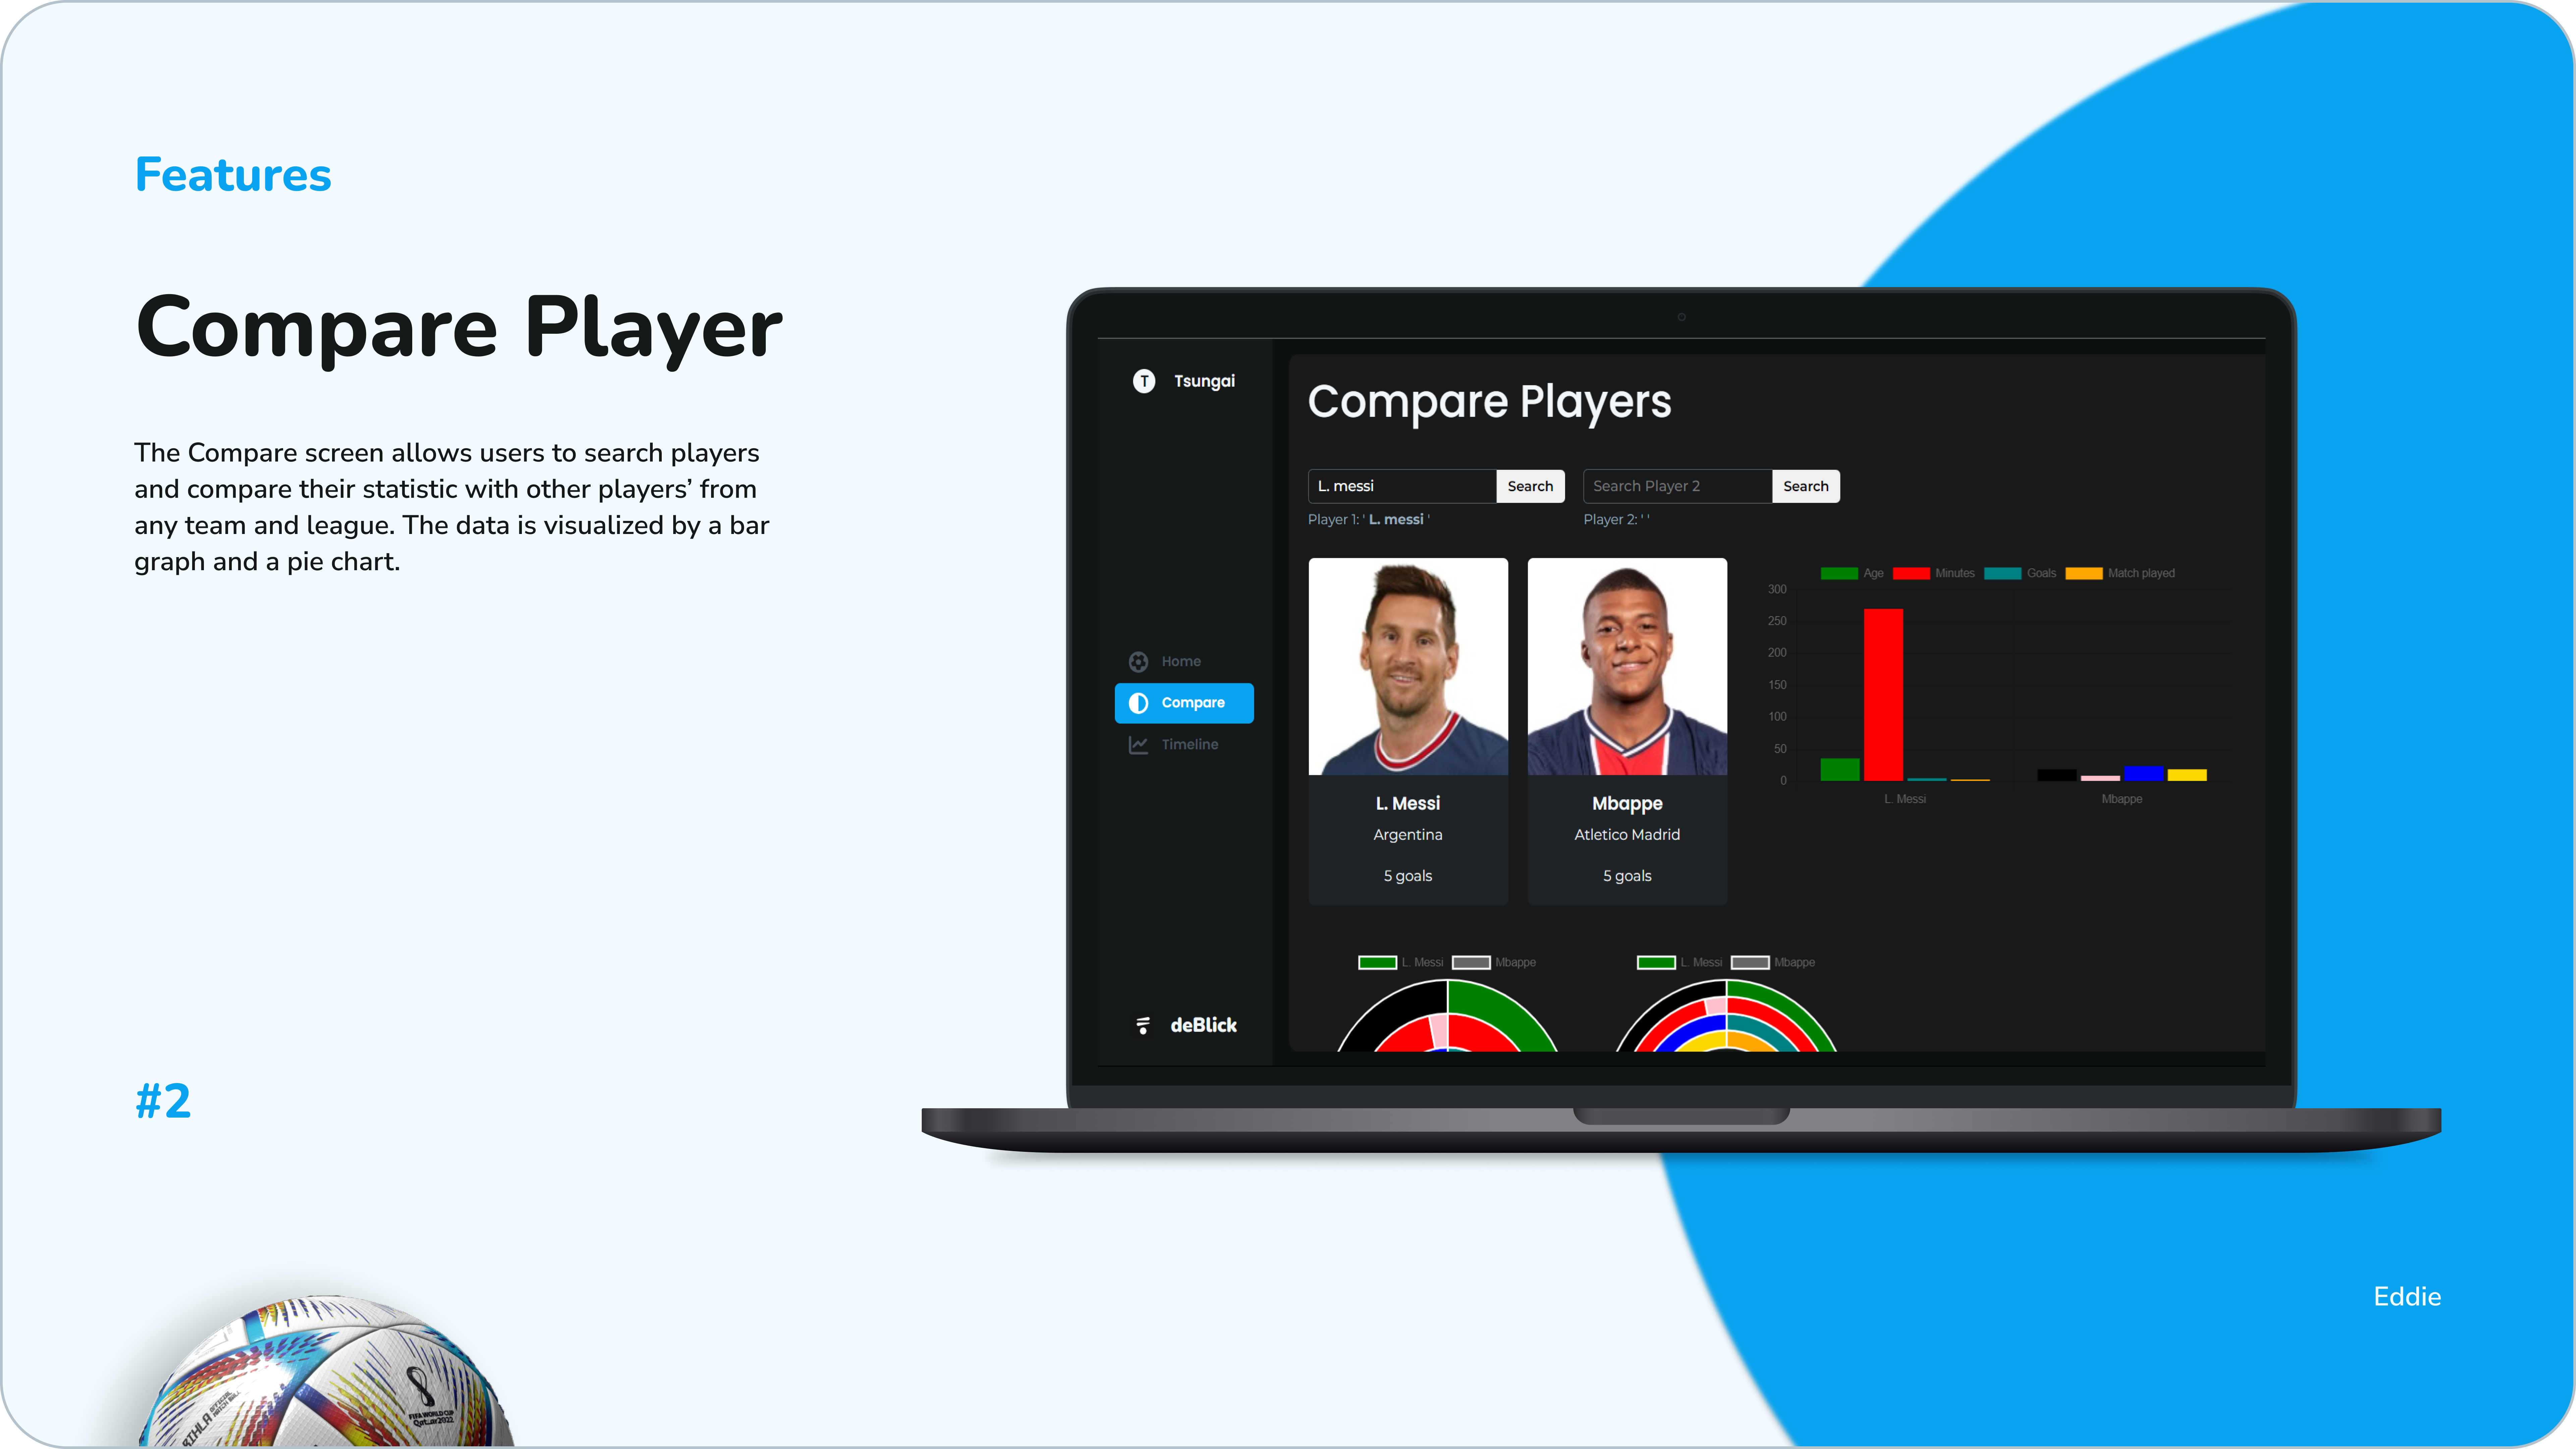 Features
Compare Player
The Compare screen allows users to search players
and compare their statistic with other players’ from
any team and league. The data is visualized by a bar
graph and a pie chart.
#2
T Tsungai
Home
Compare
Timeline
deBlick
Compare Players
L. messi Search Search Player 2 Search
Player 1: ' L. messi ' Player 2: ' '
L. Messi
Argentina
5 goals
Mbappe
Atletico Madrid
5 goals
Age Minutes Goals Match played
300
250
200
150
100
50
0
L. Messi Mbappe
L. Messi Mbappe
L. Messi Mbappe
FIFA WORLD CUP
Qatar2022
Eddie